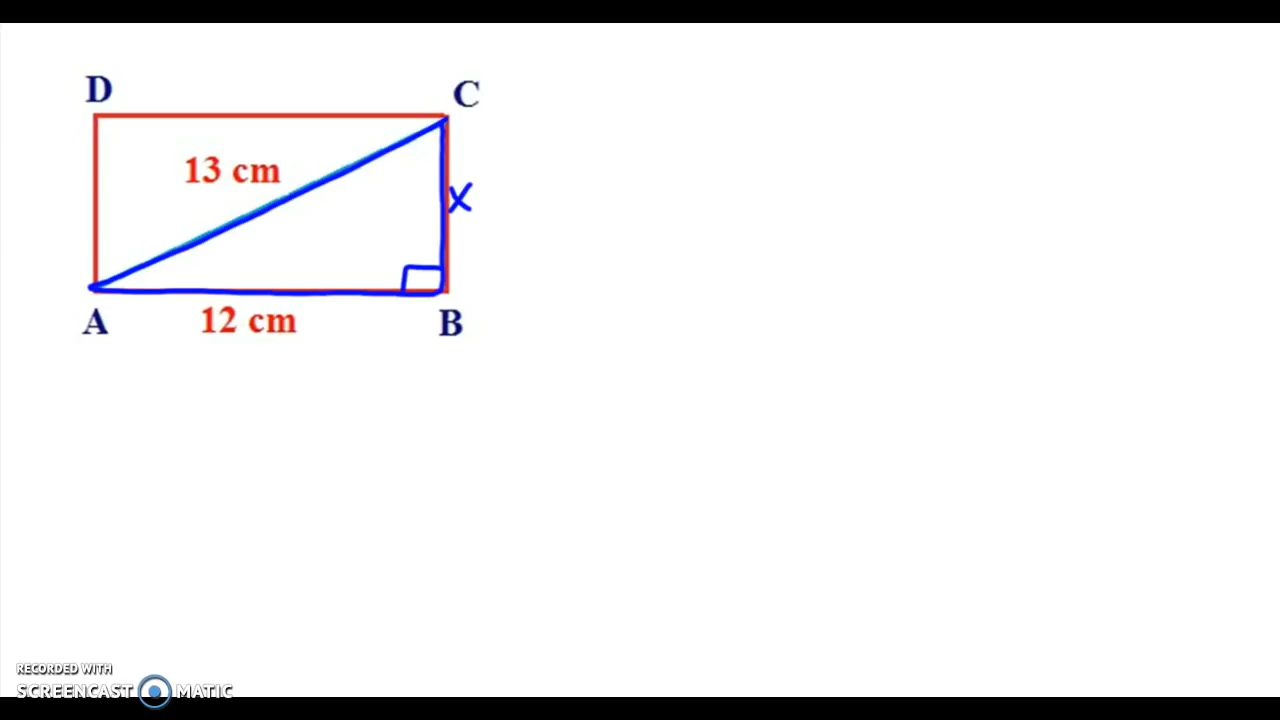 D
C
13 cm
x
A
12 cm
B
RECORDED WITH
SCREENCAST MATIC